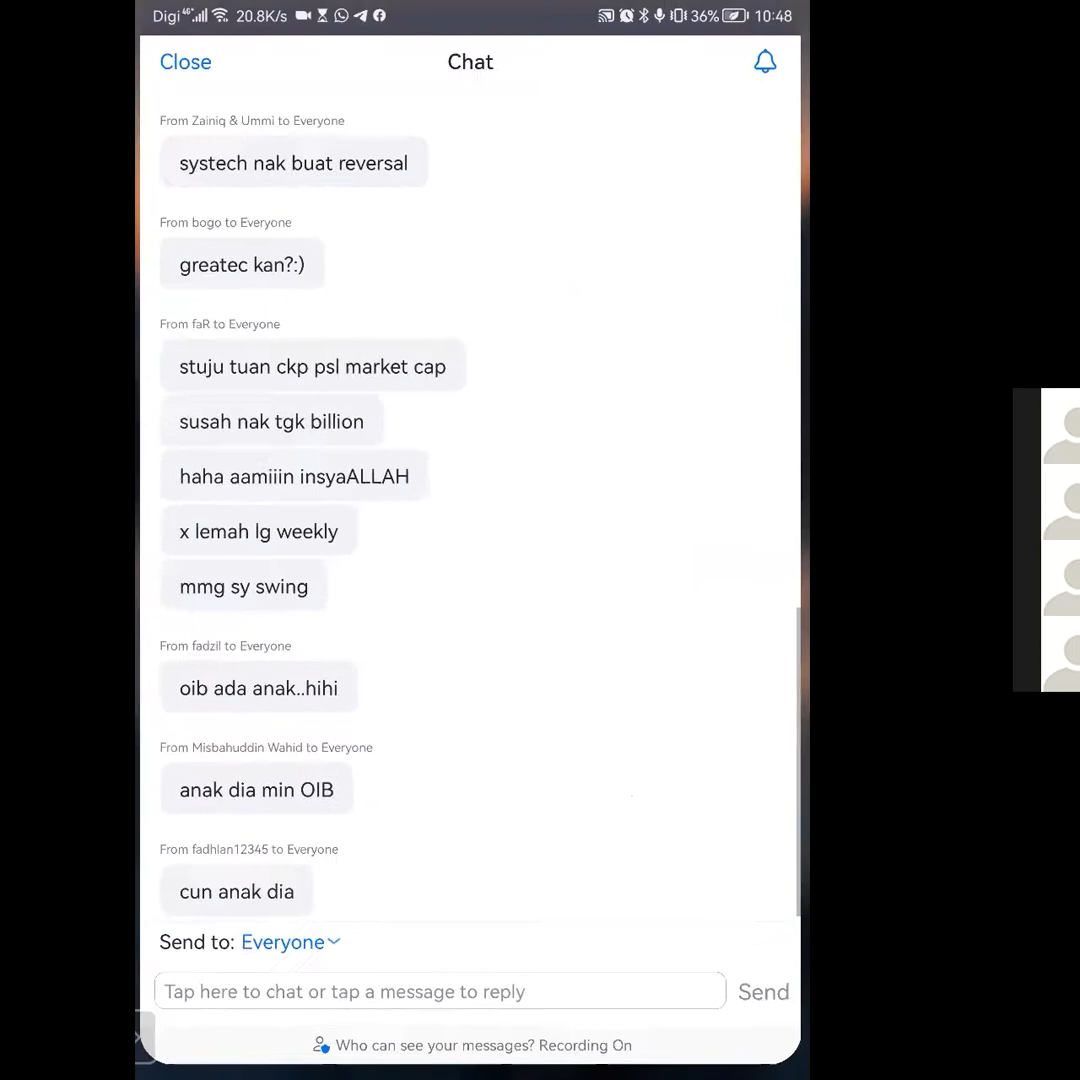 Digi 4G 20.8K/s 36% 10:48
Close Chat
From Zainiq & Ummi to Everyone
systech nak buat reversal
From bogo to Everyone
greatec kan?:)
From faR to Everyone
stuju tuan ckp psl market cap
susah nak tgk billion
haha aamiiin insyaALLAH
x lemah lg weekly
mmg sy swing
From fadzil to Everyone
oib ada anak..hihi
From Misbahuddin Wahid to Everyone
anak dia min OIB
From fadhlan12345 to Everyone
cun anak dia
Send to: Everyone
Tap here to chat or tap a message to reply Send
Who can see your messages? Recording On